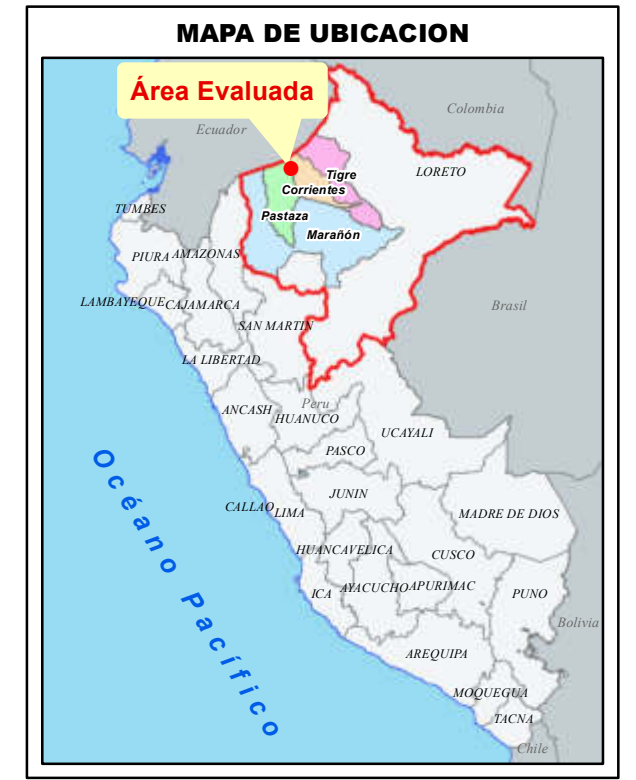 MAPA DE UBICACION
Área Evaluada
Colombia
Ecuador
LORETO
Tigre
Corrientes
TUMBES
Pastaza
Marañón
PIURA
AMAZONAS
LAMBAYEQUE
CAJAMARCA
Brasil
SAN MARTIN
LA LIBERTAD
Peru
ANCASH
HUANUCO
UCAYALI
PASCO
Océano Pacífico
JUNIN
CALLAO
LIMA
MADRE DE DIOS
HUANCAVELICA
CUSCO
ICA
AYACUCHO
APURIMAC
PUNO
Bolivia
AREQUIPA
MOQUEGUA
TACNA
Chile